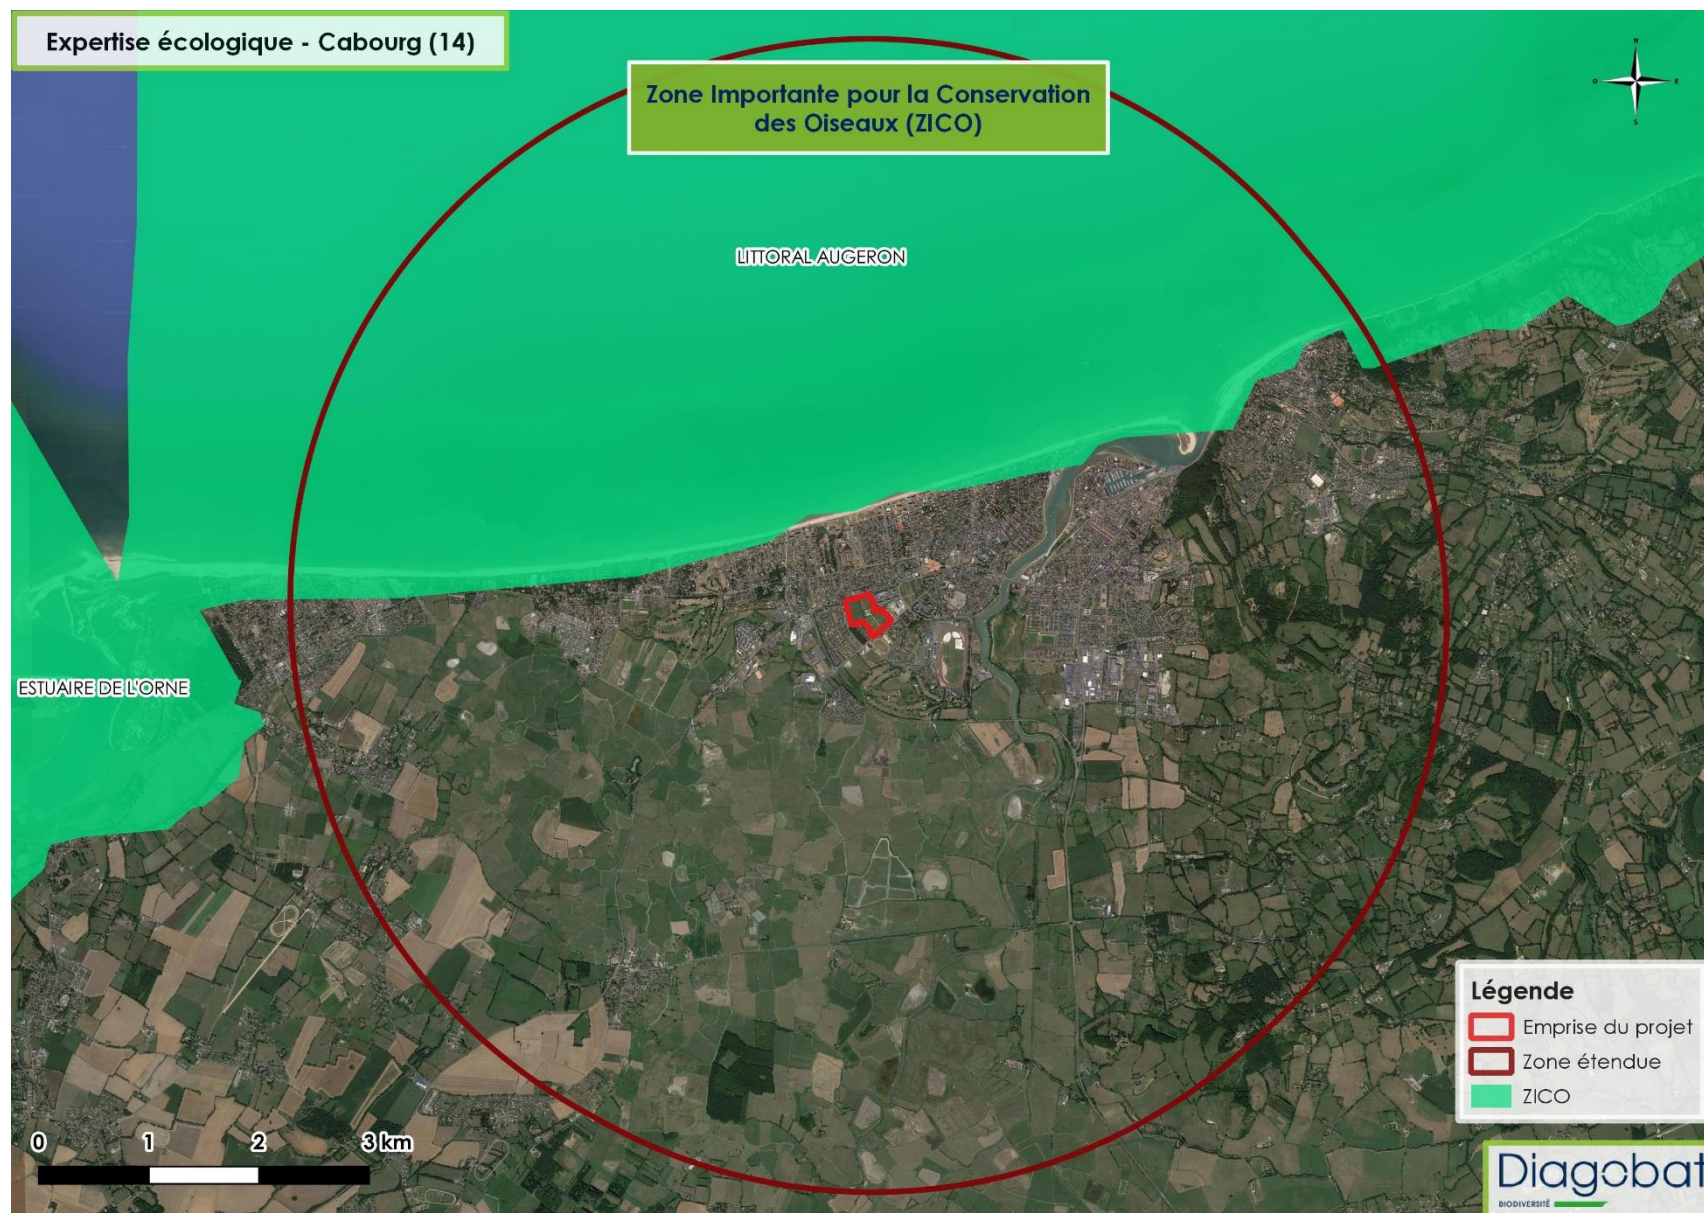 Expertise écologique - Cabourg (14)
Zone Importante pour la Conservation
des Oiseaux (ZICO)
N
O
E
S
LITTORAL AUGERON
ESTUAIRE DE L'ORNE
Légende
Emprise du projet
Zone étendue
ZICO
0 1 2 3 km
Diagobat
BIODIVERSITÉ